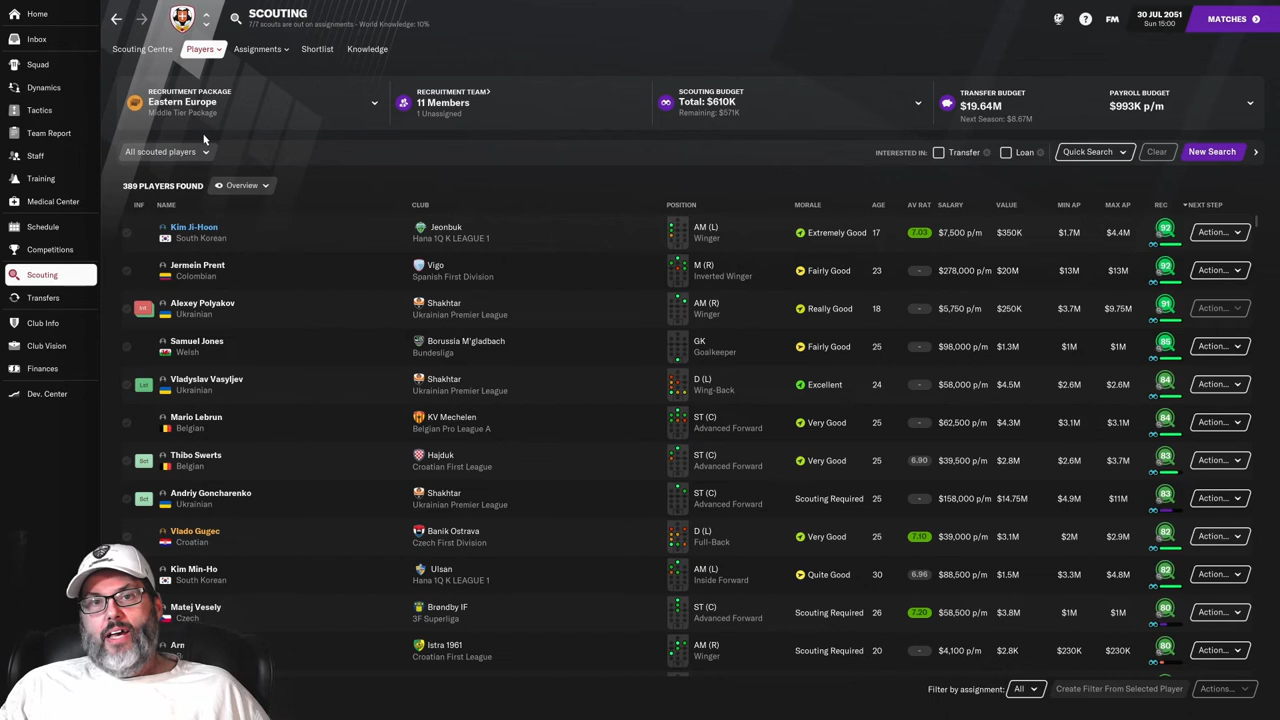 Home
SCOUTING
7/7 scouts are out on assignments - World Knowledge: 10%
FM
30 JUL 2051
Sun 15:00
MATCHES
Inbox
Squad
Dynamics
Tactics
Team Report
Staff
Training
Medical Center
Schedule
Competitions
Scouting
Transfers
Club Info
Club Vision
Finances
Dev. Center
Scouting Centre
Players
Assignments
Shortlist
Knowledge
RECRUITMENT PACKAGE
Eastern Europe
Middle Tier Package
RECRUITMENT TEAM
11 Members
1 Unassigned
SCOUTING BUDGET
Total: $610K
Remaining: $571K
TRANSFER BUDGET
$19.64M
Next Season: $8.67M
PAYROLL BUDGET
$993K p/m
All scouted players
INTERESTED IN:
Transfer
Loan
Quick Search
Clear
New Search
389 PLAYERS FOUND
Overview
INF NAME CLUB POSITION MORALE AGE AV RAT SALARY VALUE MIN AP MAX AP REC NEXT STEP
Kim Ji-Hoon Jeonbuk AM (L) Extremely Good 17 7.03 $7,500 p/m $350K $1.7M $4.4M 92 Action...
South Korean Hana 1Q K LEAGUE 1 Winger
Jermein Prent Vigo M (R) Fairly Good 23 - $278,000 p/m $20M $13M $13M 92 Action...
Colombian Spanish First Division Inverted Winger
Int Alexey Polyakov Shakhtar AM (R) Really Good 18 - $5,750 p/m $250K $3.7M $9.75M 91 Action...
Ukrainian Ukrainian Premier League Winger
Samuel Jones Borussia M'gladbach GK Fairly Good 25 - $98,000 p/m $1.3M $1M $1M 85 Action...
Welsh Bundesliga Goalkeeper
Lst Vladyslav Vasyljev Shakhtar D (L) Excellent 24 - $58,000 p/m $4.5M $2.6M $2.6M 84 Action...
Ukrainian Ukrainian Premier League Wing-Back
Mario Lebrun KV Mechelen ST (C) Very Good 25 - $62,500 p/m $4.3M $3.1M $3.1M 84 Action...
Belgian Belgian Pro League A Advanced Forward
Sct Thibo Swerts Hajduk ST (C) Very Good 25 6.90 $39,500 p/m $2.8M $2.6M $3.7M 83 Action...
Belgian Croatian First League Advanced Forward
Sct Andriy Goncharenko Shakhtar ST (C) Scouting Required 25 - $158,000 p/m $14.75M $4.9M $11M 83 Action...
Ukrainian Ukrainian Premier League Advanced Forward
Vlado Gugec Banik Ostrava D (L) Very Good 25 7.10 $39,000 p/m $3.1M $2M $2.9M 82 Action...
Croatian Czech First Division Full-Back
Kim Min-Ho Ulsan AM (L) Quite Good 30 6.96 $88,500 p/m $1.5M $3.3M $4.8M 82 Action...
South Korean Hana 1Q K LEAGUE 1 Inside Forward
Matej Vesely Brøndby IF ST (C) Scouting Required 26 7.20 $58,500 p/m $3.8M $1M $1M 80 Action...
Czech 3F Superliga Advanced Forward
Istra 1961 AM (R) Scouting Required 20 - $4,100 p/m $2.8K $230K $230K 80 Action...
Croatian First League Winger
Filter by assignment: All Create Filter From Selected Player Actions...